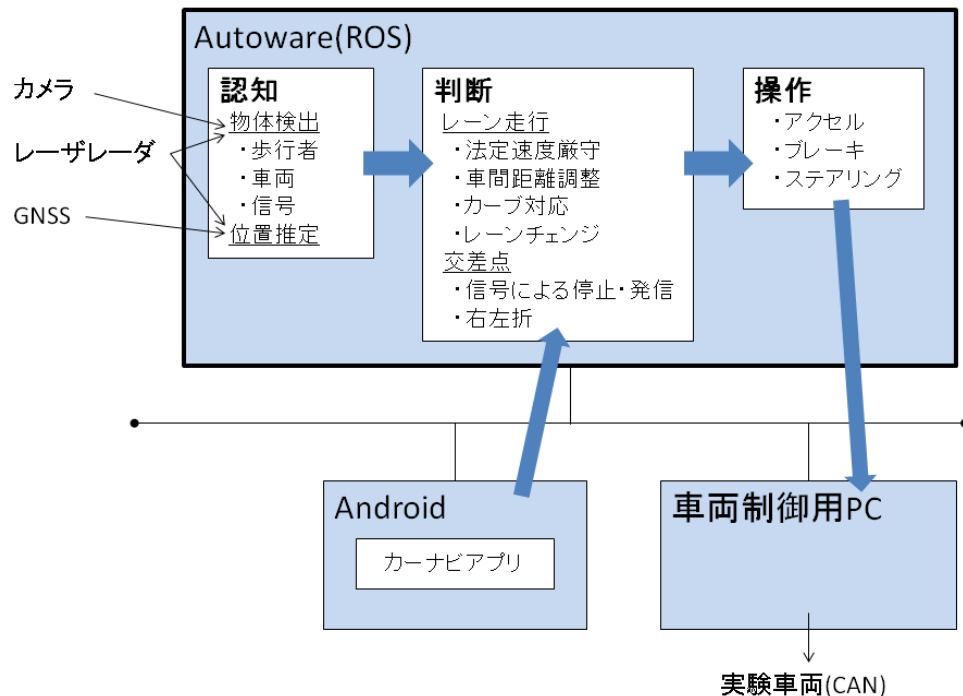 Autoware(ROS)
カメラ
レーザレーダ
GNSS
認知
物体検出
・歩行者
・車両
・信号
位置推定
判断
レーン走行
・法定速度厳守
・車間距離調整
・カーブ対応
・レーンチェンジ
交差点
・信号による停止・発信
・右左折
操作
・アクセル
・ブレーキ
・ステアリング
Android
カーナビアプリ
車両制御用PC
実験車両(CAN)